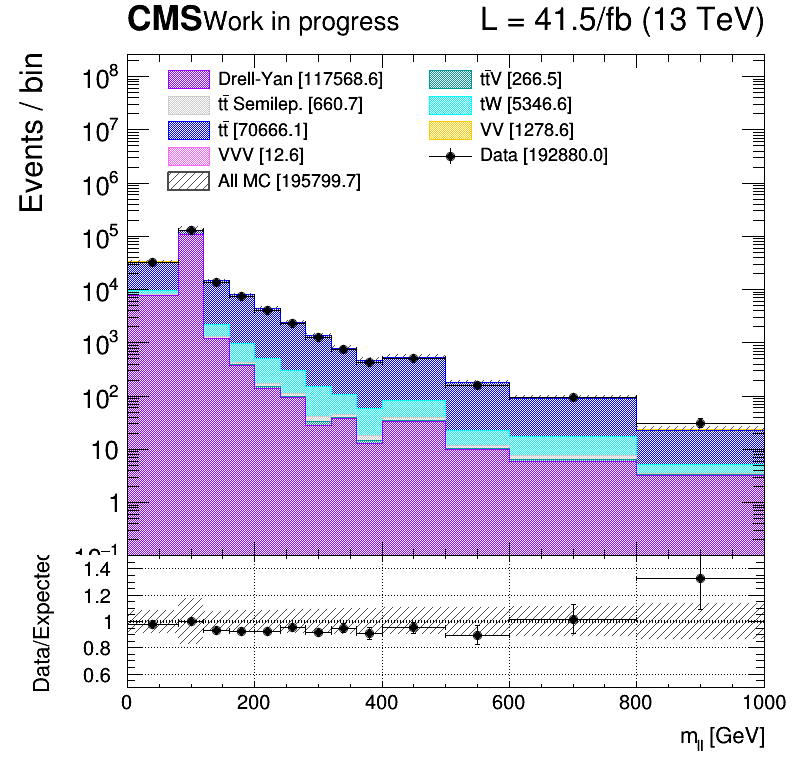 CMS Work in progress L = 41.5/fb (13 TeV)
Events / bin
Drell-Yan [117568.6]
tt̄ Semilep. [660.7]
tt̄ [70666.1]
VVV [12.6]
All MC [195799.7]
tt̄V [266.5]
tW [5346.6]
VV [1278.6]
Data [192880.0]
10⁸
10⁷
10⁶
10⁵
10⁴
10³
10²
10
1
10⁻¹
Data/Expected
1.4
1.2
1
0.8
0.6
0 200 400 600 800 1000
m_ll [GeV]